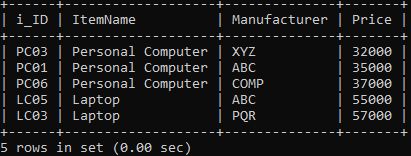 +------+-------------------+--------------+-------+
| i_ID | ItemName          | Manufacturer | Price |
+------+-------------------+--------------+-------+
| PC03 | Personal Computer | XYZ          | 32000 |
| PC01 | Personal Computer | ABC          | 35000 |
| PC06 | Personal Computer | COMP         | 37000 |
| LC05 | Laptop            | ABC          | 55000 |
| LC03 | Laptop            | PQR          | 57000 |
+------+-------------------+--------------+-------+
5 rows in set (0.00 sec)